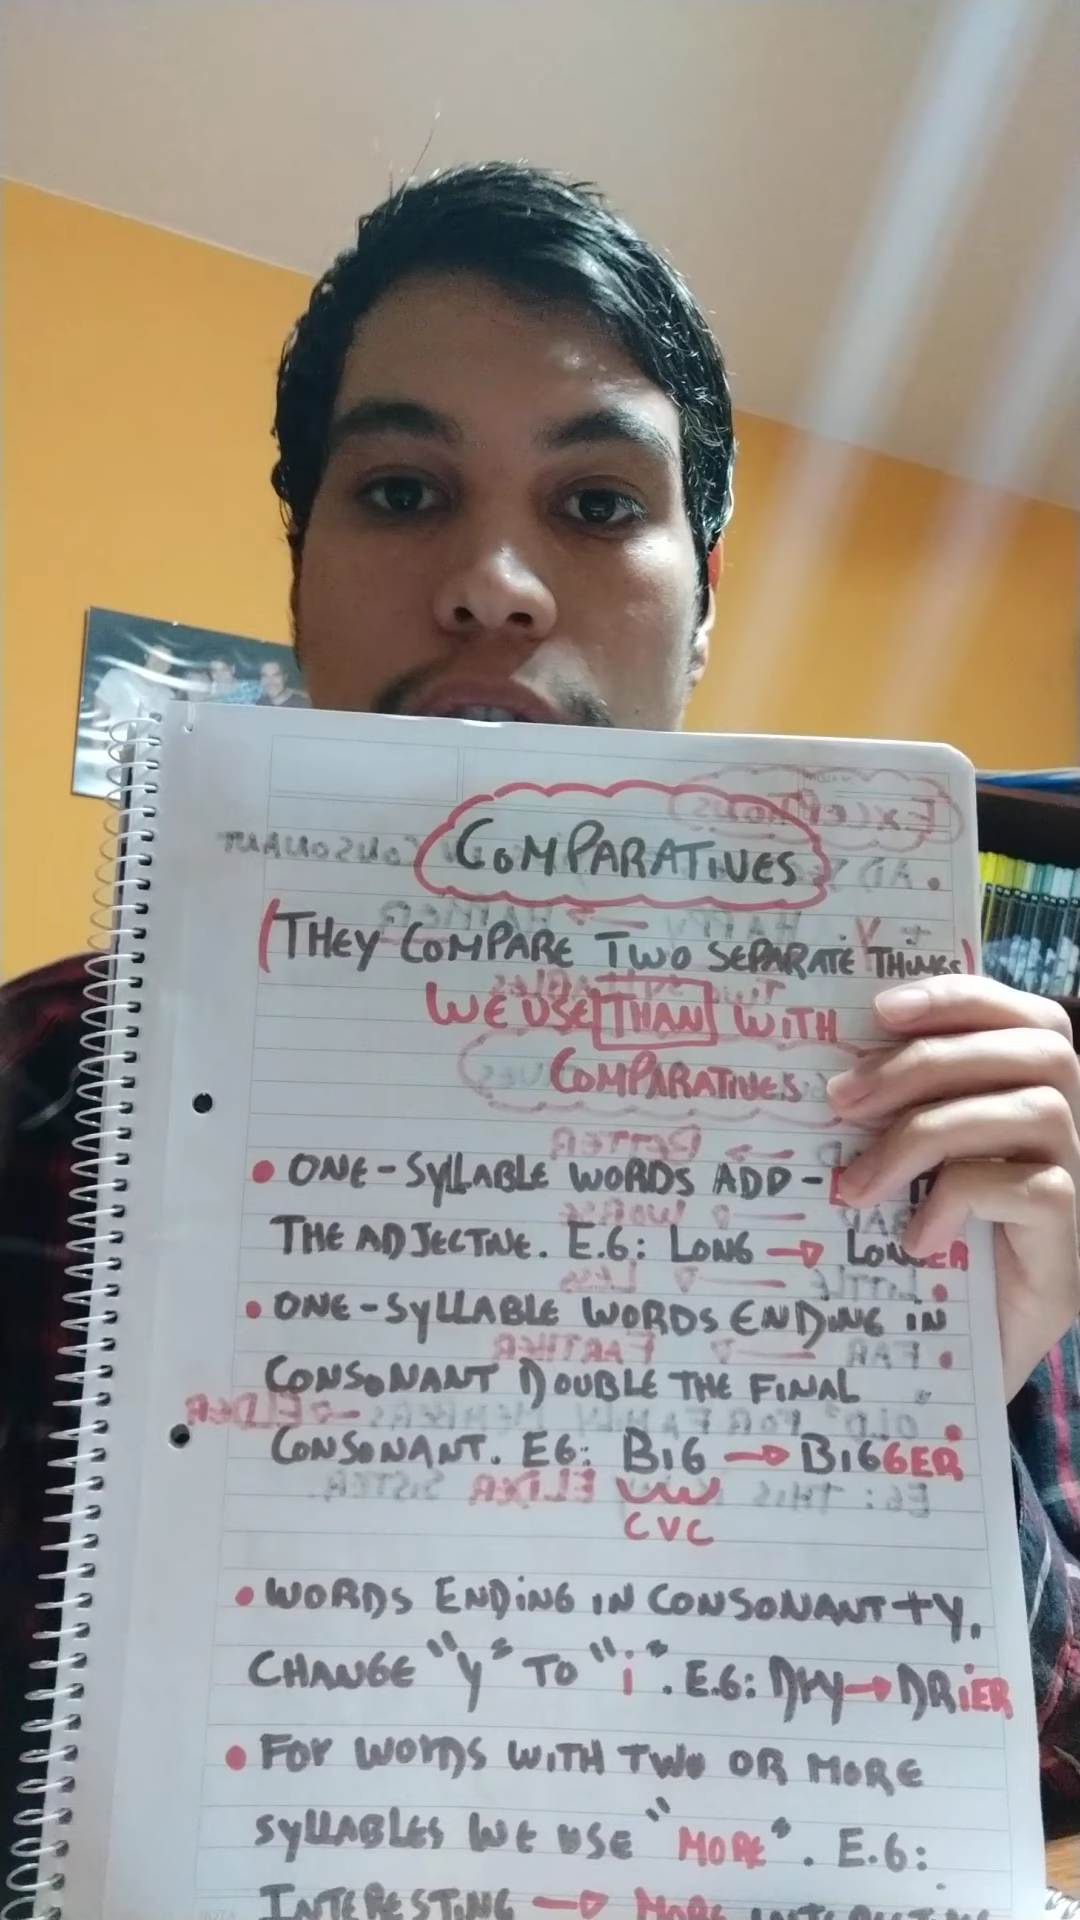 COMPARATIVES
(THEY COMPARE TWO SEPARATE THINGS)
WE USE THAN WITH
COMPARATIVES
• ONE-SYLLABLE WORDS ADD -
THE ADJECTIVE. E.G: LONG → LONGER
• ONE-SYLLABLE WORDS ENDING IN
CONSONANT DOUBLE THE FINAL
CONSONANT. EG: BIG → BIGGER
CVC
• WORDS ENDING IN CONSONANT + y,
CHANGE "y" TO "i". E.G: DRY → DRIER
• FOR WORDS WITH TWO OR MORE
SYLLABLES WE USE "MORE". E.G:
INTERESTING → MORE INTERESTING